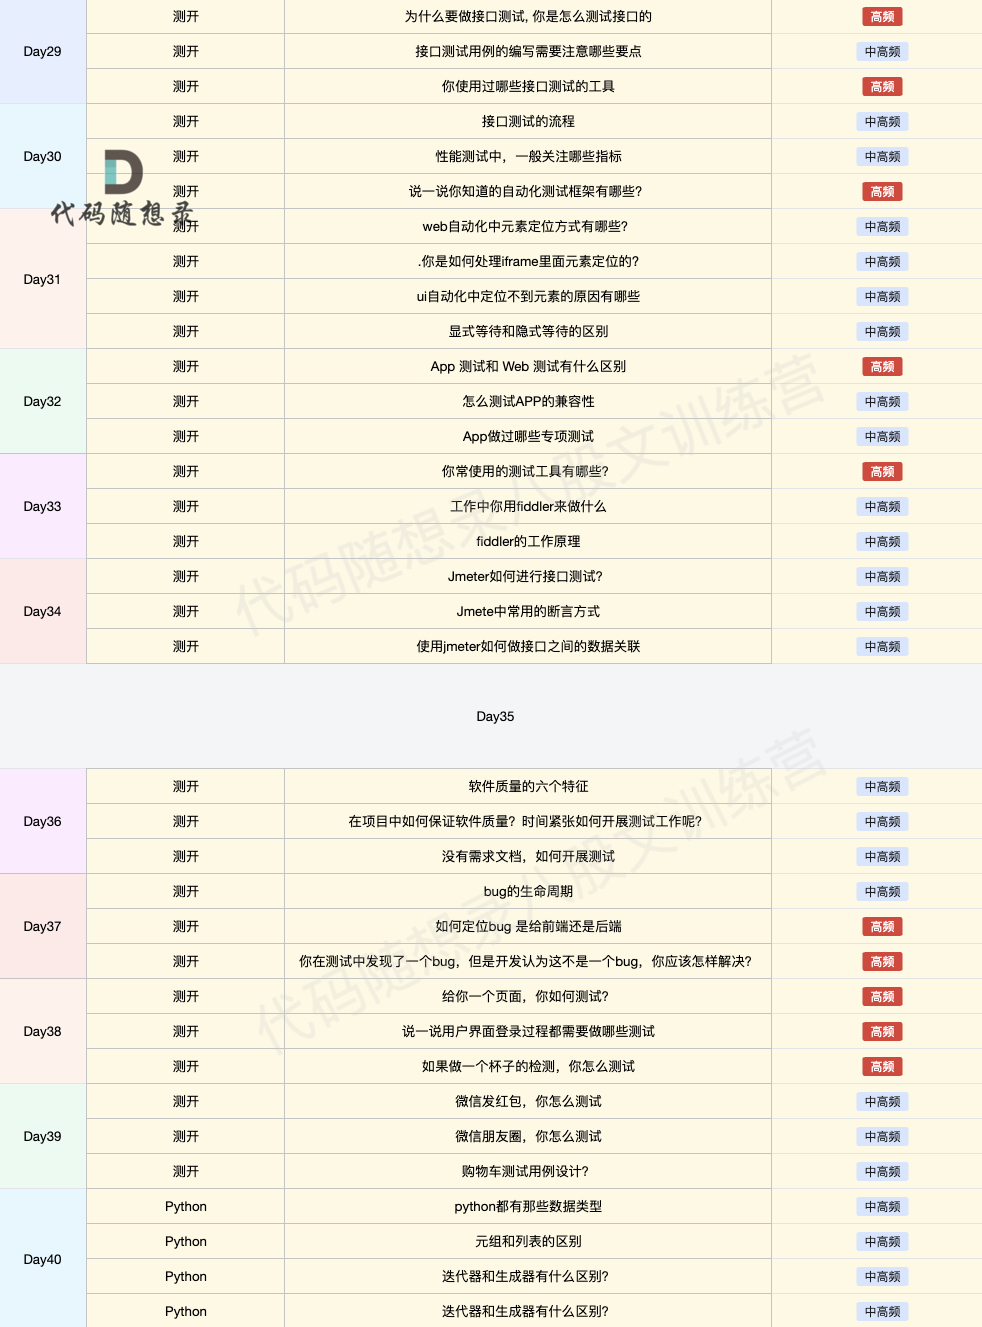 Day29
测开 为什么要做接口测试, 你是怎么测试接口的 高频
测开 接口测试用例的编写需要注意哪些要点 中高频
测开 你使用过哪些接口测试的工具 高频
Day30
测开 接口测试的流程 中高频
测开 性能测试中，一般关注哪些指标 中高频
测开 说一说你知道的自动化测试框架有哪些? 高频
代码随想录
Day31
测开 web自动化中元素定位方式有哪些? 中高频
测开 .你是如何处理iframe里面元素定位的? 中高频
测开 ui自动化中定位不到元素的原因有哪些 中高频
测开 显式等待和隐式等待的区别 中高频
Day32
测开 App 测试和 Web 测试有什么区别 高频
测开 怎么测试APP的兼容性 中高频
测开 App做过哪些专项测试 中高频
Day33
测开 你常使用的测试工具有哪些? 高频
测开 工作中你用fiddler来做什么 中高频
测开 fiddler的工作原理 中高频
Day34
测开 Jmeter如何进行接口测试? 中高频
测开 Jmete中常用的断言方式 中高频
测开 使用jmeter如何做接口之间的数据关联 中高频
代码随想录八股文训练营
Day35
Day36
测开 软件质量的六个特征 中高频
测开 在项目中如何保证软件质量？时间紧张如何开展测试工作呢? 中高频
测开 没有需求文档，如何开展测试 中高频
Day37
测开 bug的生命周期 中高频
测开 如何定位bug 是给前端还是后端 高频
测开 你在测试中发现了一个bug，但是开发认为这不是一个bug，你应该怎样解决? 高频
代码随想录八股文训练营
Day38
测开 给你一个页面，你如何测试? 高频
测开 说一说用户界面登录过程都需要做哪些测试 高频
测开 如果做一个杯子的检测，你怎么测试 高频
Day39
测开 微信发红包，你怎么测试 中高频
测开 微信朋友圈，你怎么测试 中高频
测开 购物车测试用例设计? 中高频
Day40
Python python都有那些数据类型 中高频
Python 元组和列表的区别 中高频
Python 迭代器和生成器有什么区别? 中高频
Python 迭代器和生成器有什么区别? 中高频